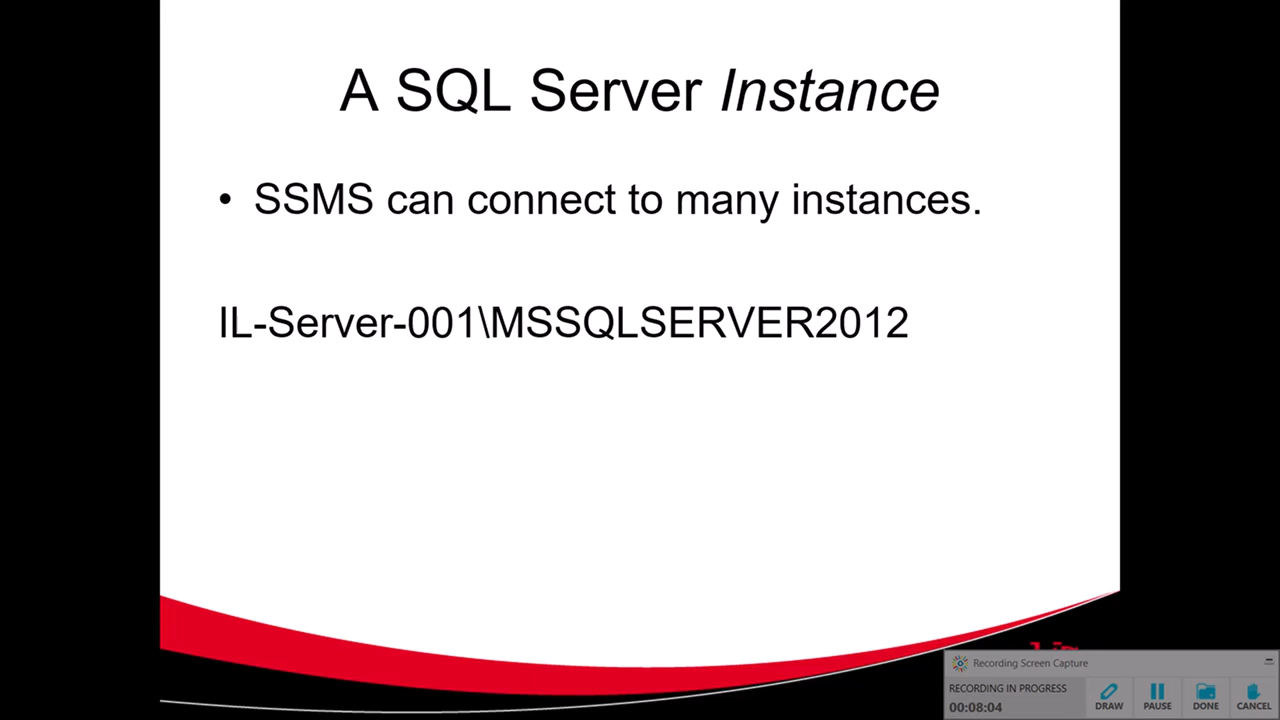 A SQL Server Instance
• SSMS can connect to many instances.
IL-Server-001\MSSQLSERVER2012
Recording Screen Capture
RECORDING IN PROGRESS
00:08:04
DRAW PAUSE DONE CANCEL